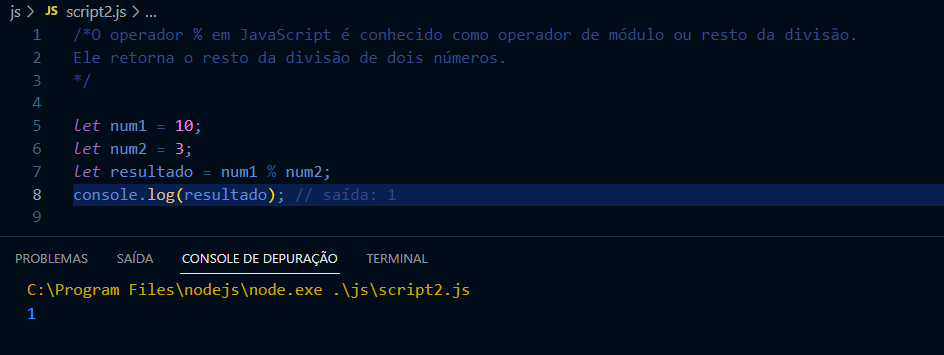 js > JS script2.js > ...
1 /*O operador % em JavaScript é conhecido como operador de módulo ou resto da divisão.
2 Ele retorna o resto da divisão de dois números.
3 */
4
5 let num1 = 10;
6 let num2 = 3;
7 let resultado = num1 % num2;
8 console.log(resultado); // saída: 1
9
PROBLEMAS SAÍDA CONSOLE DE DEPURAÇÃO TERMINAL
C:\Program Files\nodejs\node.exe .\js\script2.js
1